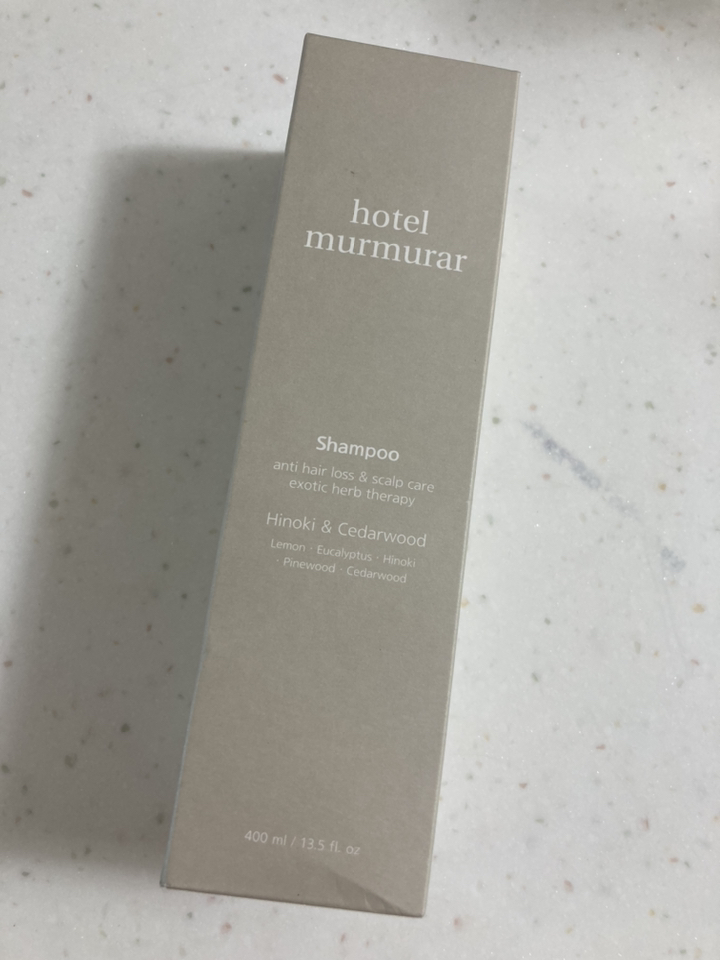 hotel
murmurar
Shampoo
anti hair loss & scalp care
exotic herb therapy
Hinoki & Cedarwood
Lemon · Eucalyptus · Hinoki
· Pinewood · Cedarwood
400 ml / 13.5 fl. oz